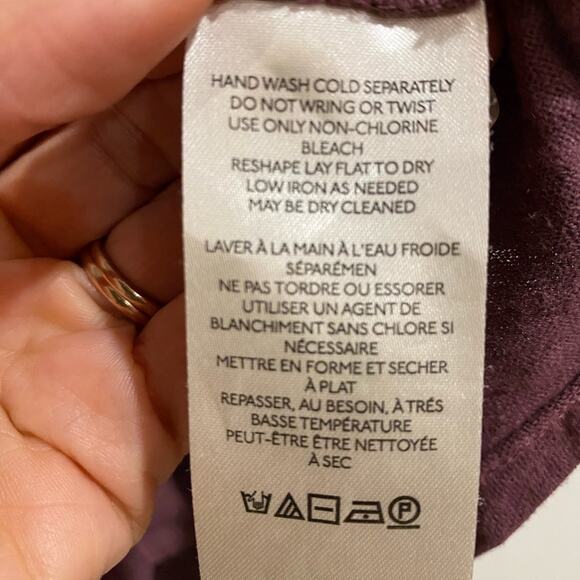 HAND WASH COLD SEPARATELY
DO NOT WRING OR TWIST
USE ONLY NON-CHLORINE
BLEACH
RESHAPE LAY FLAT TO DRY
LOW IRON AS NEEDED
MAY BE DRY CLEANED
LAVER À LA MAIN À L'EAU FROIDE
SÉPARÉMEN
NE PAS TORDRE OU ESSORER
UTILISER UN AGENT DE
BLANCHIMENT SANS CHLORE SI
NÉCESSAIRE
METTRE EN FORME ET SECHER
À PLAT
REPASSER, AU BESOIN, À TRÉS
BASSE TEMPÉRATURE
PEUT-ÊTRE ÊTRE NETTOYÉE
À SEC
P